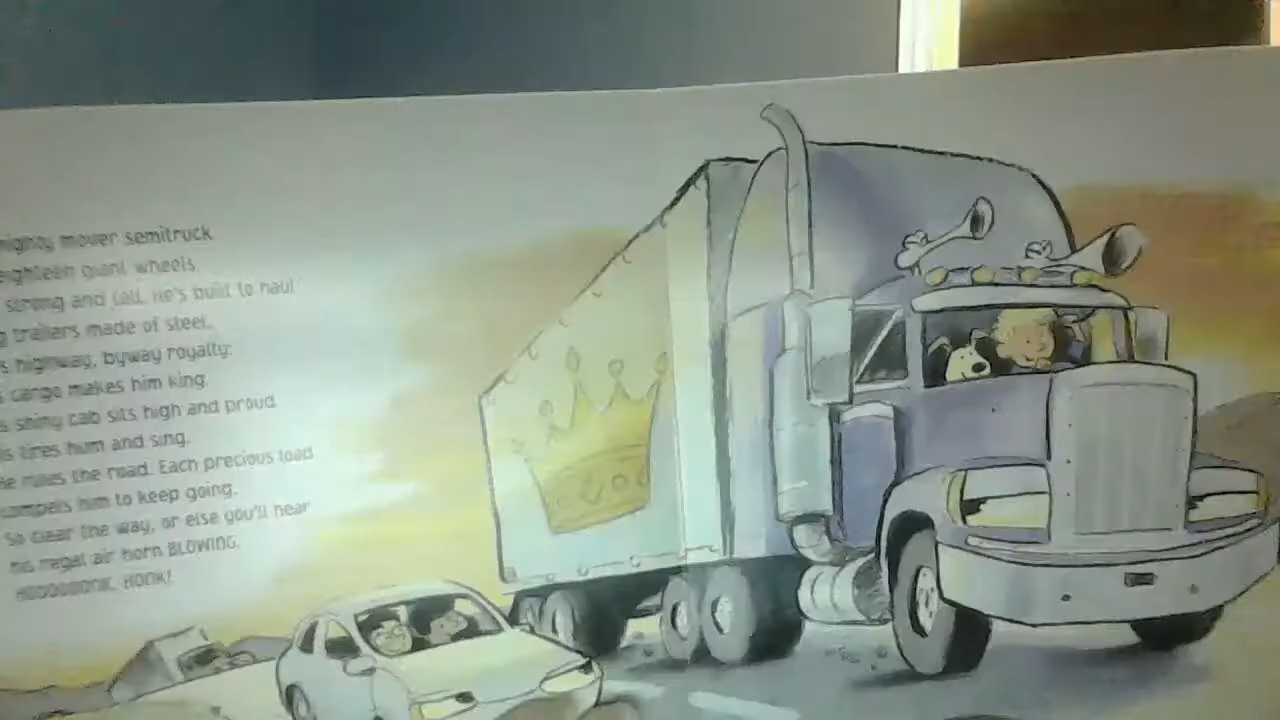 mighty mover semitruck
eighteen giant wheels.
strong and tall. He's built to haul
trailers made of steel.
highway, byway royalty:
cargo makes him king.
shiny cab sits high and proud
tires hum and sing.
He rules the road. Each precious load
compels him to keep going.
So clear the way, or else you'll hear
his regal air horn BLOWING.
HONK!